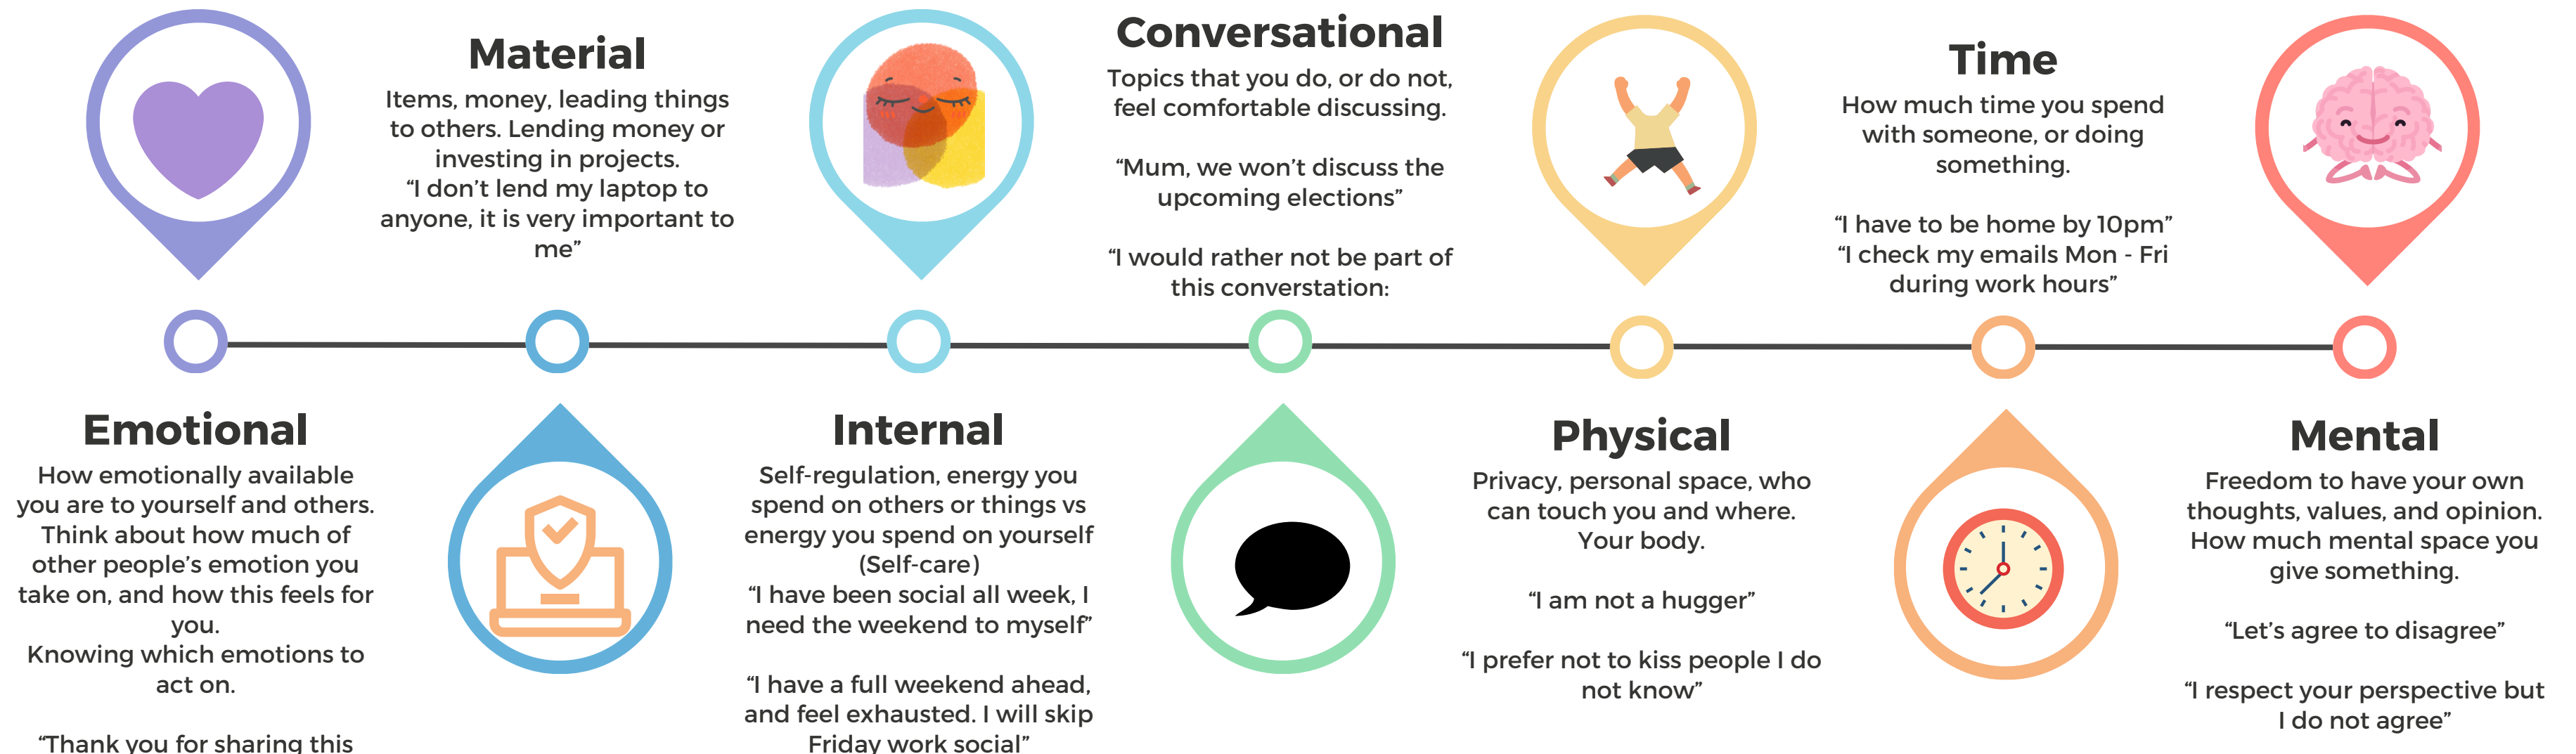 Emotional
How emotionally available
you are to yourself and others.
Think about how much of
other people’s emotion you
take on, and how this feels for
you.
Knowing which emotions to
act on.
“Thank you for sharing this
Material
Items, money, leading things
to others. Lending money or
investing in projects.
“I don’t lend my laptop to
anyone, it is very important to
me”
Internal
Self-regulation, energy you
spend on others or things vs
energy you spend on yourself
(Self-care)
“I have been social all week, I
need the weekend to myself”
“I have a full weekend ahead,
and feel exhausted. I will skip
Friday work social”
Conversational
Topics that you do, or do not,
feel comfortable discussing.
“Mum, we won’t discuss the
upcoming elections”
“I would rather not be part of
this converstation:
Physical
Privacy, personal space, who
can touch you and where.
Your body.
“I am not a hugger”
“I prefer not to kiss people I do
not know”
Time
How much time you spend
with someone, or doing
something.
“I have to be home by 10pm”
“I check my emails Mon - Fri
during work hours”
Mental
Freedom to have your own
thoughts, values, and opinion.
How much mental space you
give something.
“Let’s agree to disagree”
“I respect your perspective but
I do not agree”